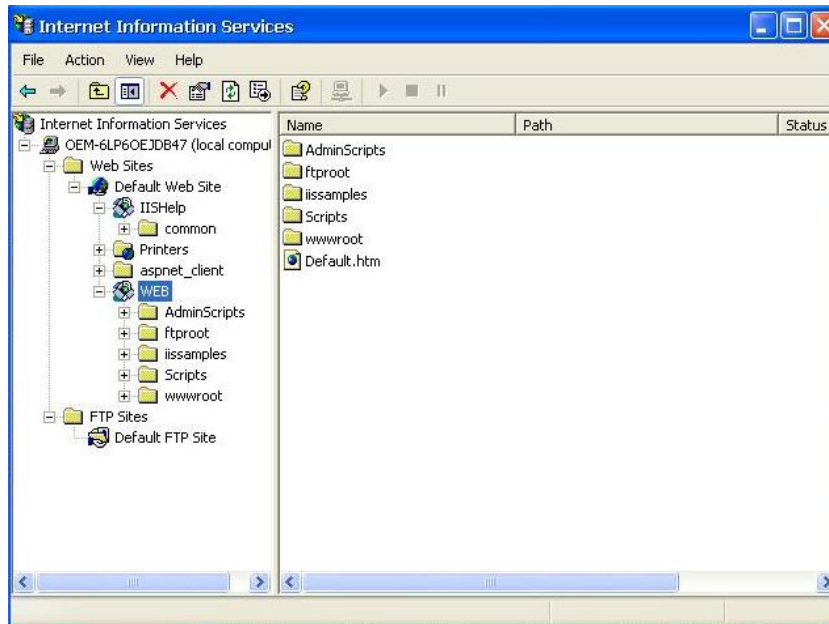 Internet Information Services
File Action View Help
Internet Information Services
OEM-6LP6OEJDB47 (local compu
Web Sites
Default Web Site
IISHelp
common
Printers
aspnet_client
WEB
AdminScripts
ftproot
iissamples
Scripts
wwwroot
FTP Sites
Default FTP Site
Name Path Status
AdminScripts
ftproot
iissamples
Scripts
wwwroot
Default.htm